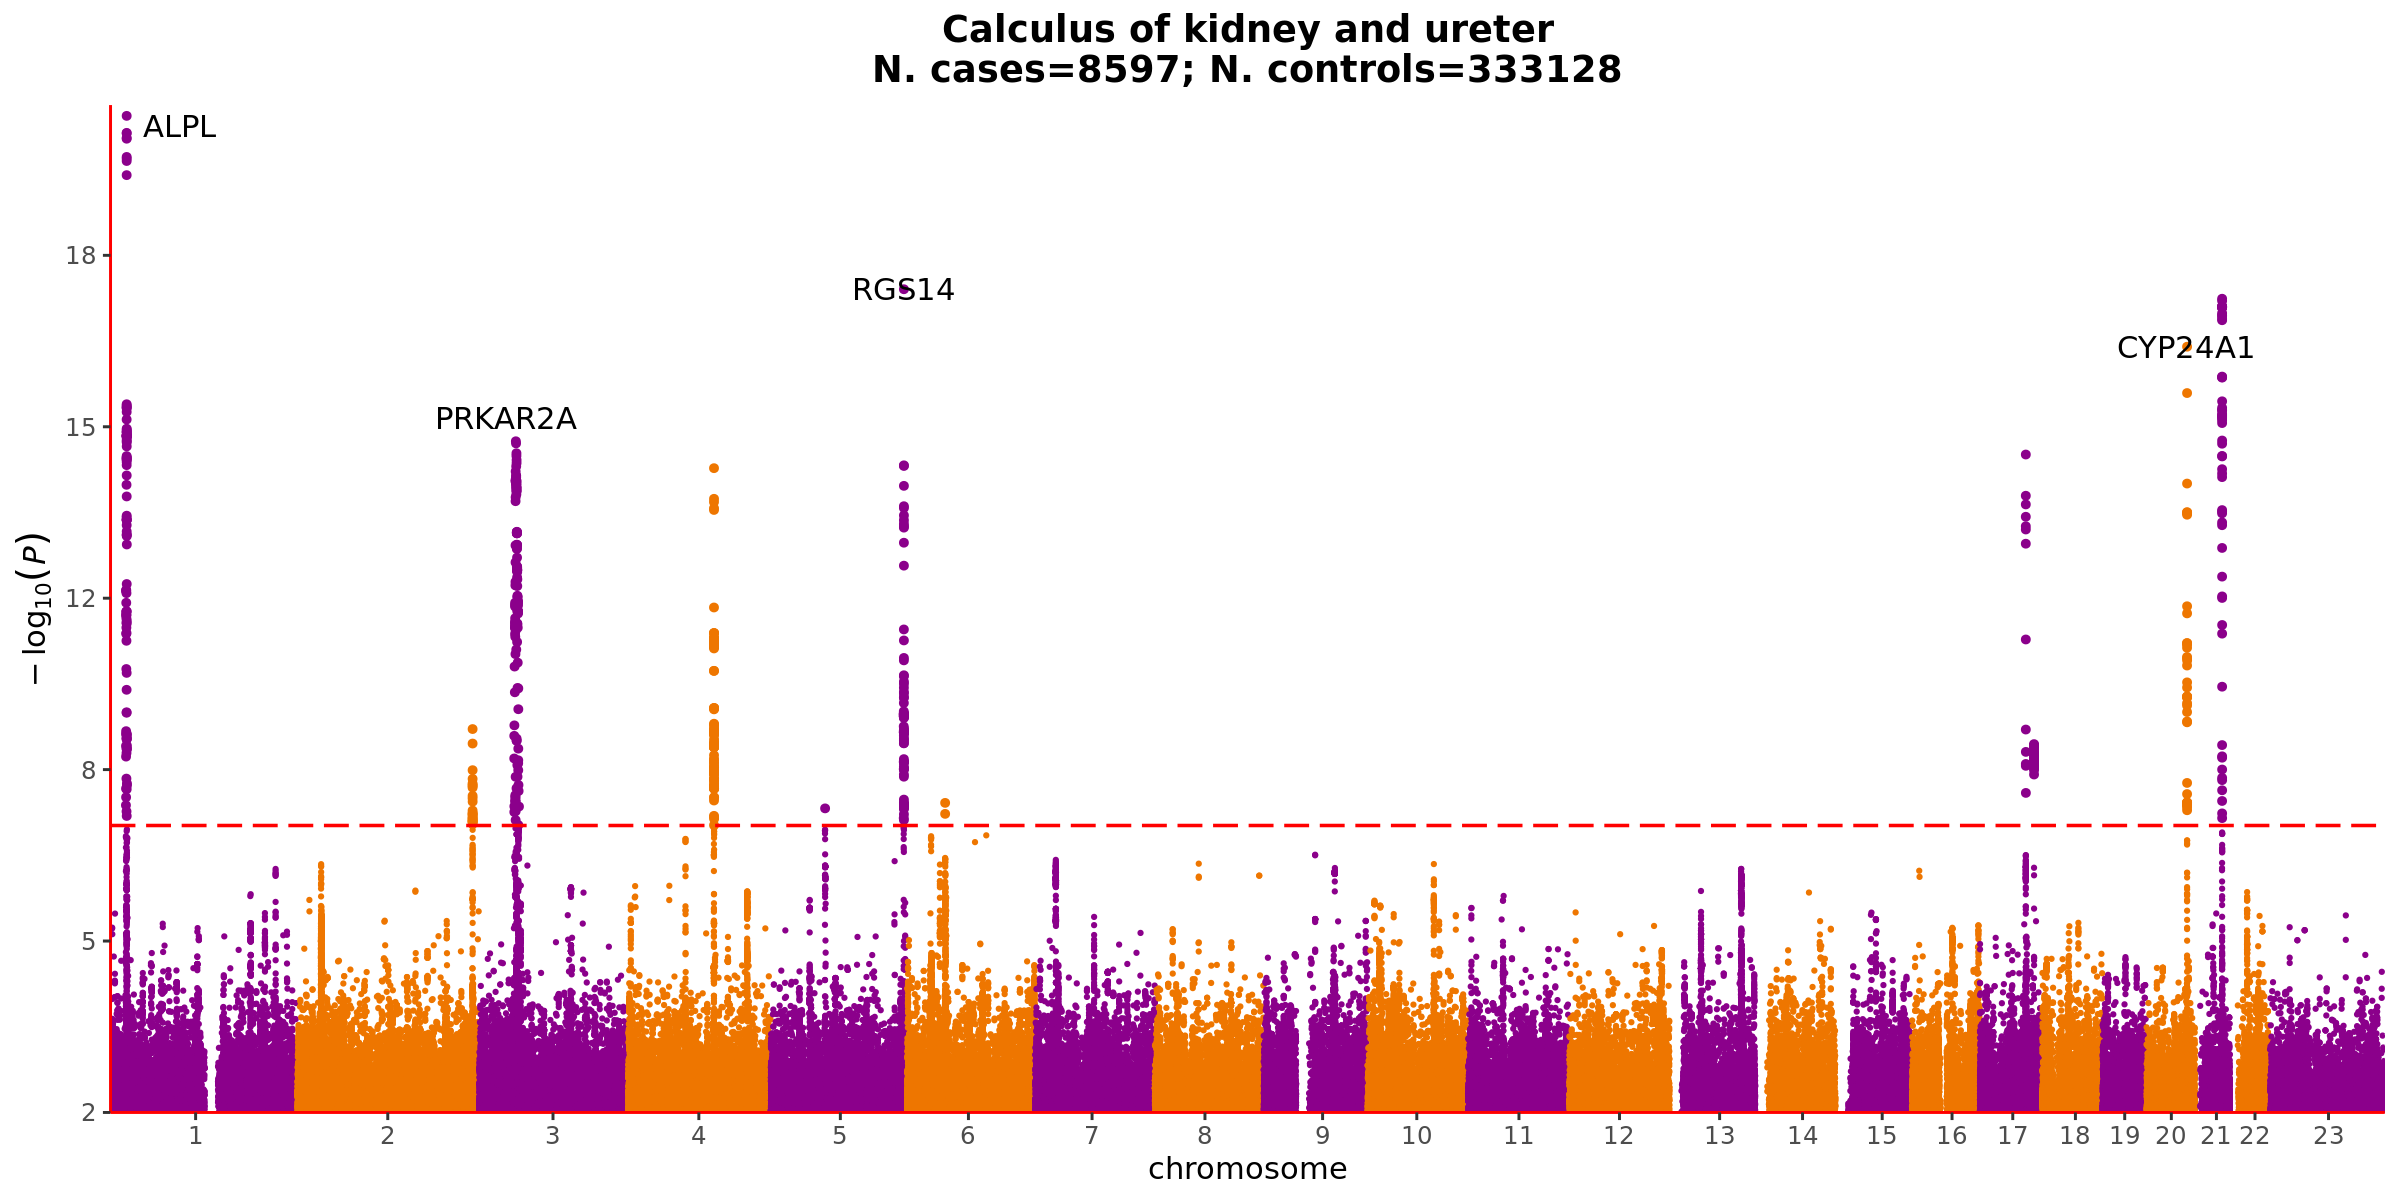 Calculus of kidney and ureter
N. cases=8597; N. controls=333128
ALPL
18
RGS14
CYP24A1
PRKAR2A
15
12
− log10(P)
8
5
2
1 2 3 4 5 6 7 8 9 10 11 12 13 14 15 16 17 18 19 20 21 22 23
chromosome